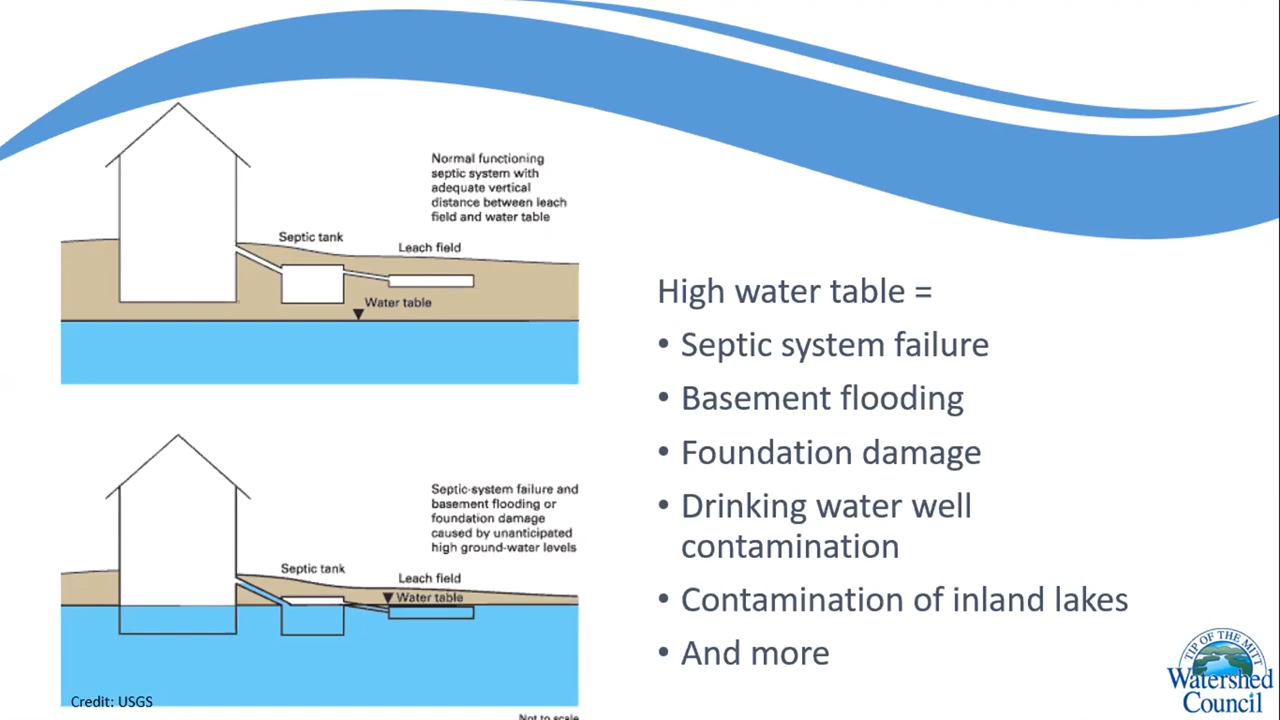 Normal functioning
septic system with
adequate vertical
distance between leach
field and water table
Septic tank
Leach field
Water table
High water table =
• Septic system failure
• Basement flooding
• Foundation damage
• Drinking water well
contamination
• Contamination of inland lakes
• And more
Septic-system failure and
basement flooding or
foundation damage
caused by unanticipated
high ground-water levels
Septic tank
Leach field
Water table
Credit: USGS
Not to scale
TIP OF THE MITT
Watershed
Council